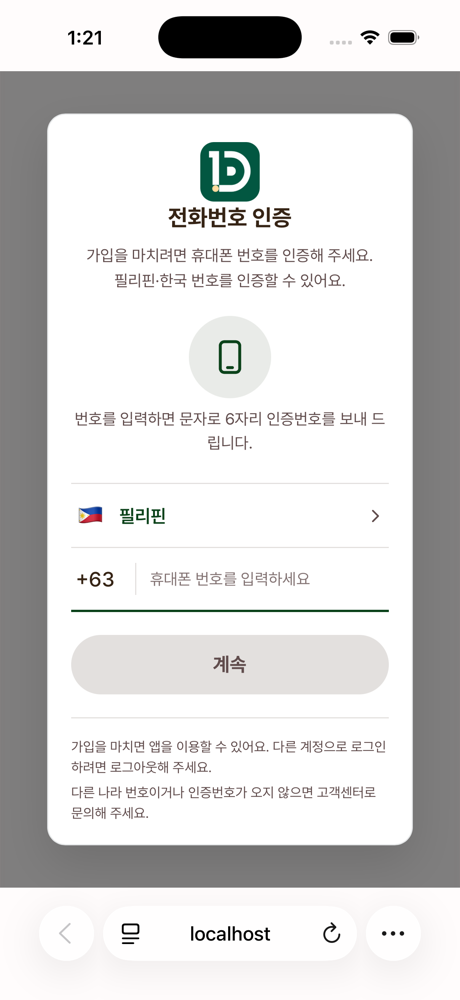 1:21
1D
전화번호 인증
가입을 마치려면 휴대폰 번호를 인증해 주세요.
필리핀·한국 번호를 인증할 수 있어요.
번호를 입력하면 문자로 6자리 인증번호를 보내 드
립니다.
필리핀
+63 휴대폰 번호를 입력하세요
계속
가입을 마치면 앱을 이용할 수 있어요. 다른 계정으로 로그인
하려면 로그아웃해 주세요.
다른 나라 번호이거나 인증번호가 오지 않으면 고객센터로
문의해 주세요.
localhost